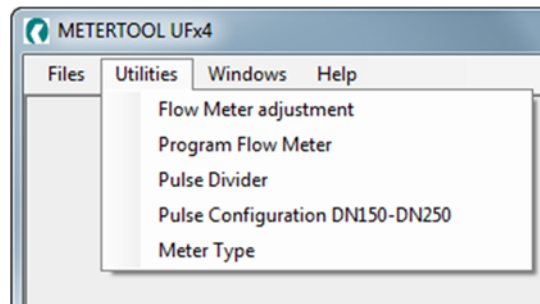 METERTOOL UFx4
Files Utilities Windows Help
Flow Meter adjustment
Program Flow Meter
Pulse Divider
Pulse Configuration DN150-DN250
Meter Type